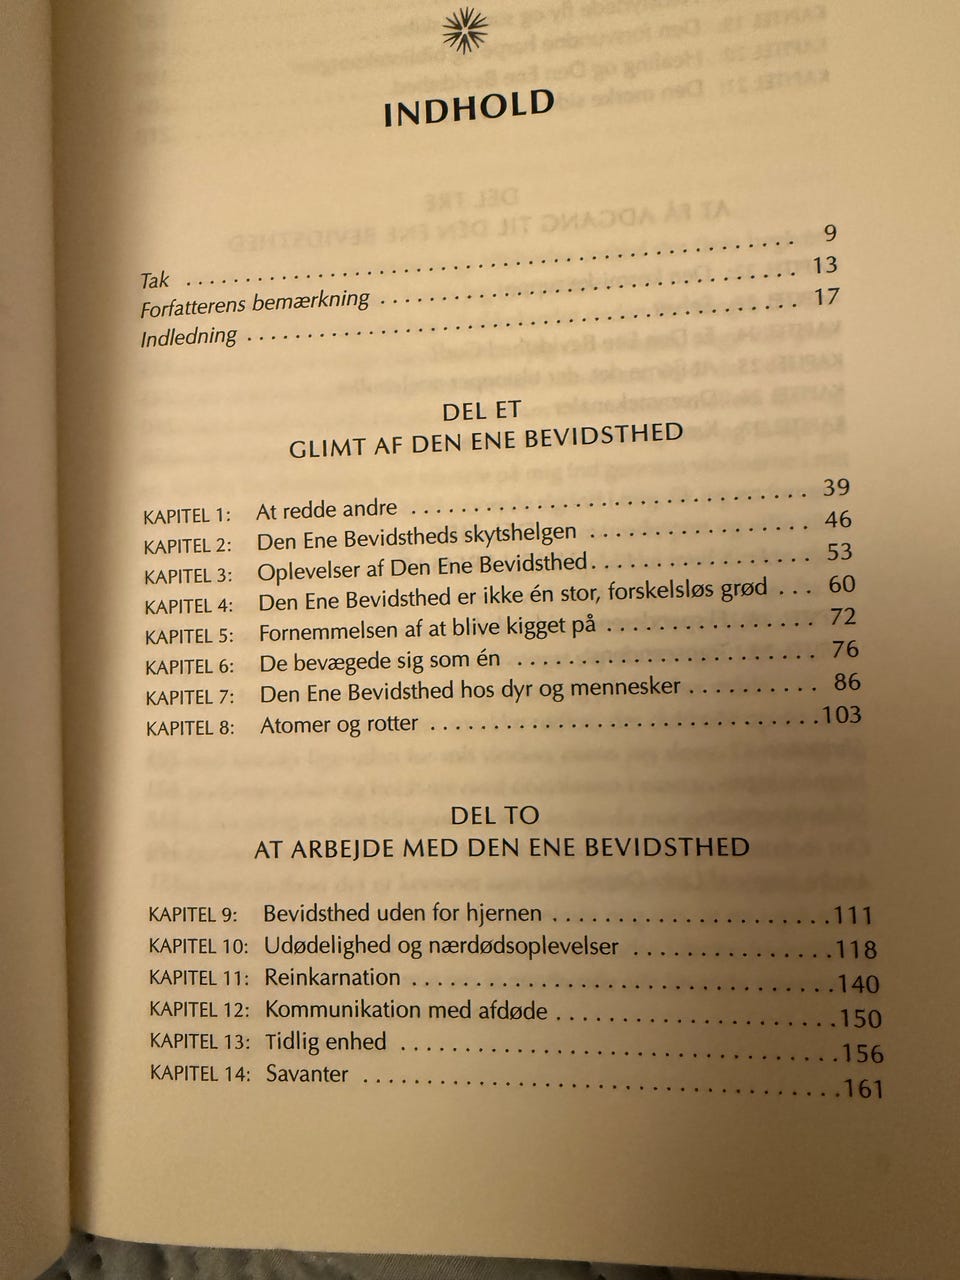 INDHOLD
Tak . . . . . . . . . . . . . . . . . . . . . . . . . . . . . . . . . . . . . . . 9
Forfatterens bemærkning . . . . . . . . . . . . . . . . . . . . . . . . . . . 13
Indledning . . . . . . . . . . . . . . . . . . . . . . . . . . . . . . . . . . . 17
DEL ET
GLIMT AF DEN ENE BEVIDSTHED
KAPITEL 1: At redde andre . . . . . . . . . . . . . . . . . . . . . . . . . . 39
KAPITEL 2: Den Ene Bevidstheds skytshelgen . . . . . . . . . . . . . 46
KAPITEL 3: Oplevelser af Den Ene Bevidsthed. . . . . . . . . . . . . 53
KAPITEL 4: Den Ene Bevidsthed er ikke én stor, forskelsløs grød . . . 60
KAPITEL 5: Fornemmelsen af at blive kigget på . . . . . . . . . . . . 72
KAPITEL 6: De bevægede sig som én . . . . . . . . . . . . . . . . . . 76
KAPITEL 7: Den Ene Bevidsthed hos dyr og mennesker . . . . . . . . 86
KAPITEL 8: Atomer og rotter . . . . . . . . . . . . . . . . . . . . . . . .103
DEL TO
AT ARBEJDE MED DEN ENE BEVIDSTHED
KAPITEL 9: Bevidsthed uden for hjernen . . . . . . . . . . . . . . . . .111
KAPITEL 10: Udødelighed og nærdødsoplevelser . . . . . . . . . . . .118
KAPITEL 11: Reinkarnation . . . . . . . . . . . . . . . . . . . . . . . . .140
KAPITEL 12: Kommunikation med afdøde . . . . . . . . . . . . . . . .150
KAPITEL 13: Tidlig enhed . . . . . . . . . . . . . . . . . . . . . . . . . .156
KAPITEL 14: Savanter . . . . . . . . . . . . . . . . . . . . . . . . . . . .161